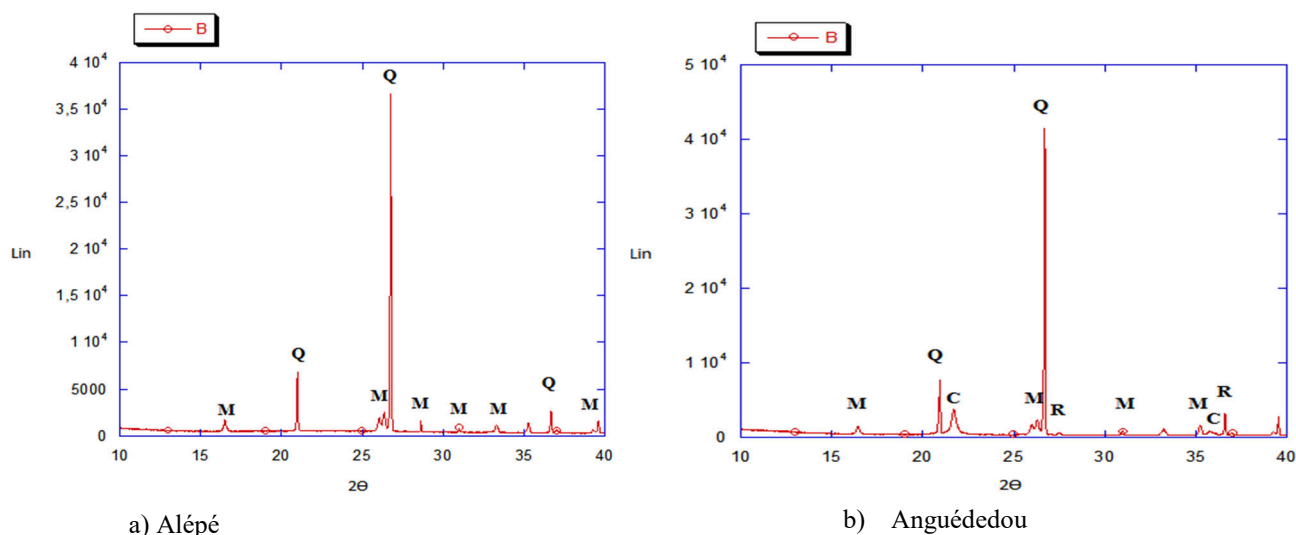 B
4 10⁴
3,5 10⁴
3 10⁴
2,5 10⁴
2 10⁴
1,5 10⁴
1 10⁴
5000
0
Lin
10 15 20 25 30 35 40
2Θ
M Q M Q M M M Q M
a) Alépé
B
5 10⁴
4 10⁴
3 10⁴
2 10⁴
1 10⁴
0
Lin
10 15 20 25 30 35 40
2Θ
M Q C M Q R M M C R
b) Anguédedou